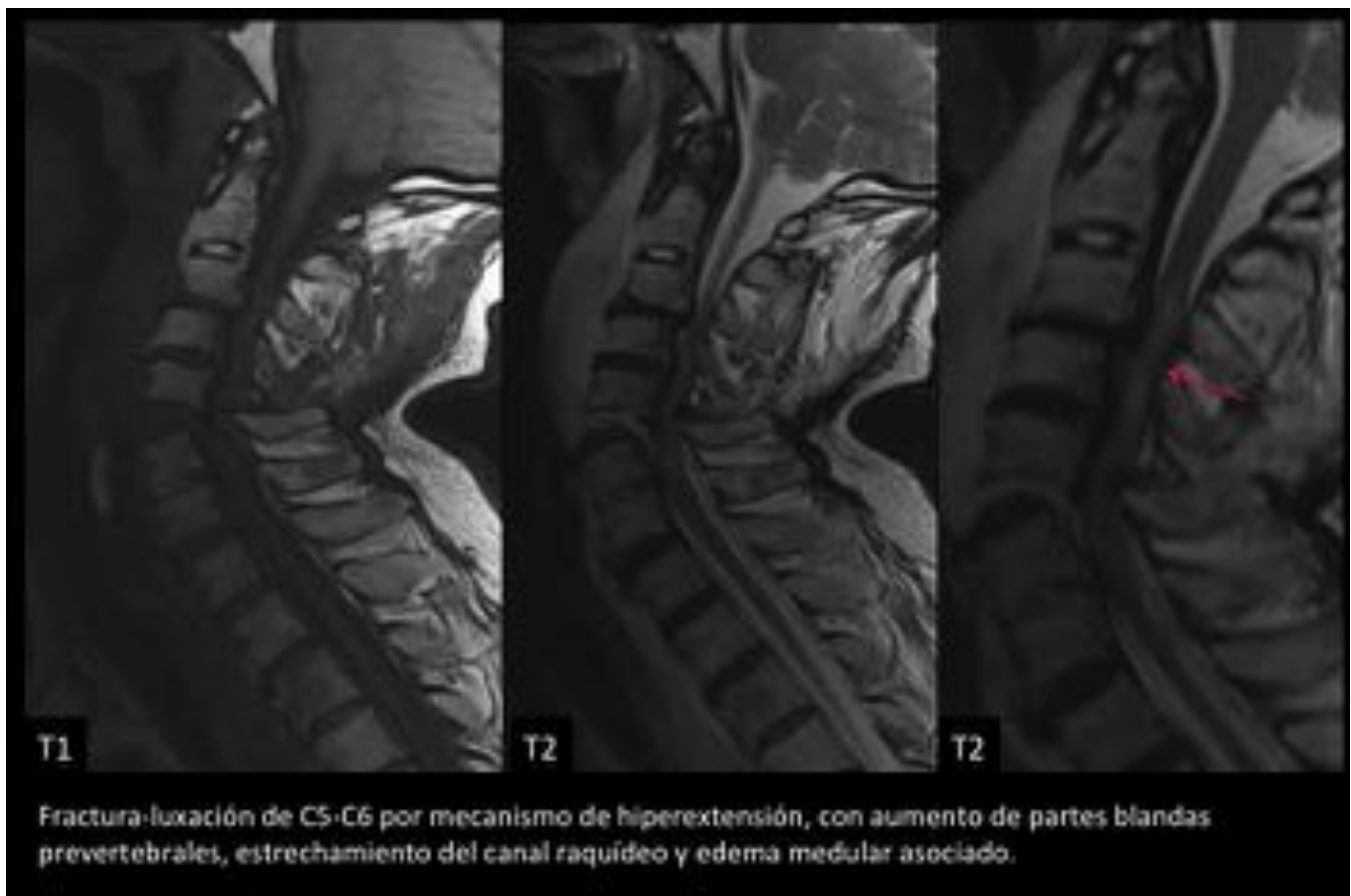 T1
T2
T2
Fractura-luxación de C5-C6 por mecanismo de hiperextensión, con aumento de partes blandas
prevertebrales, estrechamiento del canal raquídeo y edema medular asociado.